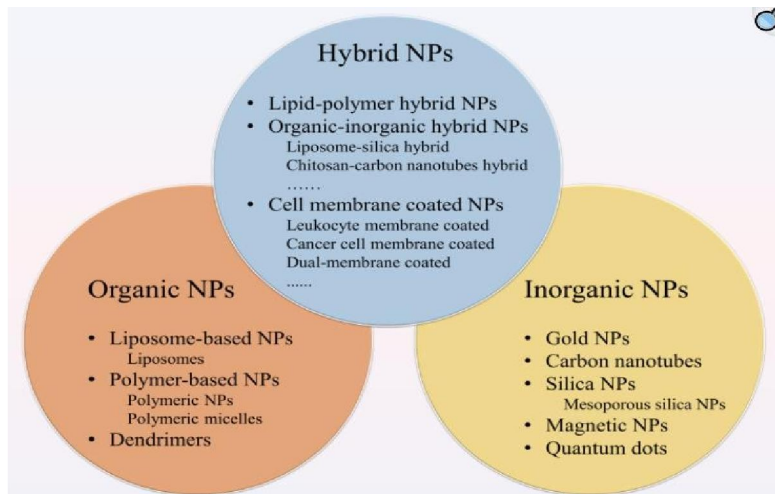 Hybrid NPs
• Lipid-polymer hybrid NPs
• Organic-inorganic hybrid NPs
Liposome-silica hybrid
Chitosan-carbon nanotubes hybrid
……
• Cell membrane coated NPs
Leukocyte membrane coated
Cancer cell membrane coated
Dual-membrane coated
……
Organic NPs
• Liposome-based NPs
Liposomes
• Polymer-based NPs
Polymeric NPs
Polymeric micelles
• Dendrimers
Inorganic NPs
• Gold NPs
• Carbon nanotubes
• Silica NPs
Mesoporous silica NPs
• Magnetic NPs
• Quantum dots